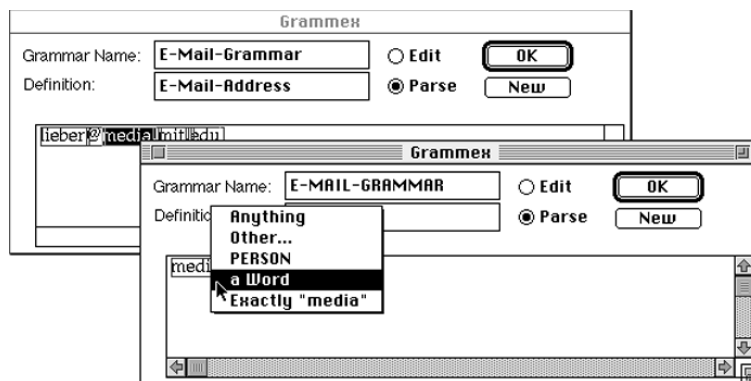 Grammex
Grammar Name: E-Mail-Grammar Edit OK
Definition: E-Mail-Address Parse New
lieber@media.mit.edu
Grammex
Grammar Name: E-MAIL-GRAMMAR Edit OK
Parse New
Anything
Other...
PERSON
a Word
Exactly "media"